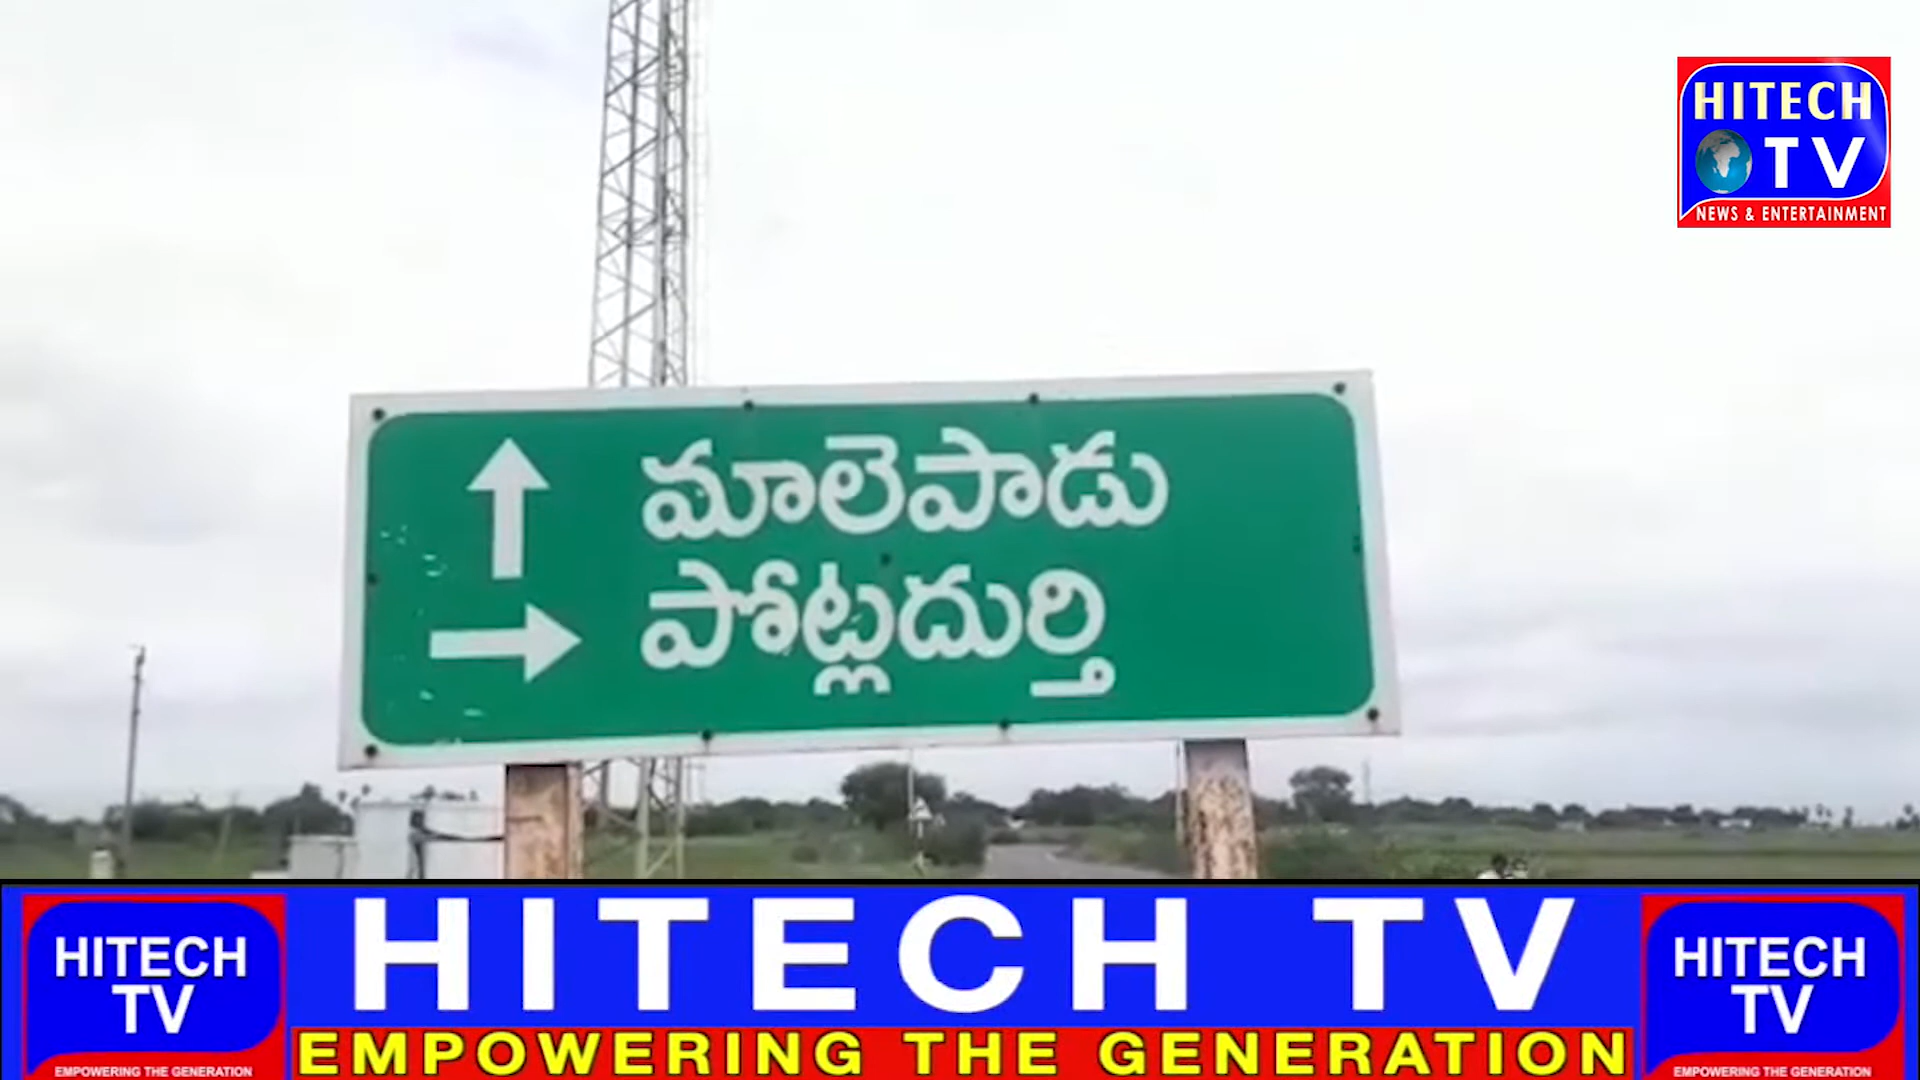 HITECH
TV
NEWS & ENTERTAINMENT
మాలెపాడు
పోట్లదుర్తి
HITECH
TV
EMPOWERING THE GENERATION
HITECH TV
EMPOWERING THE GENERATION
HITECH
TV
EMPOWERING THE GENERATION